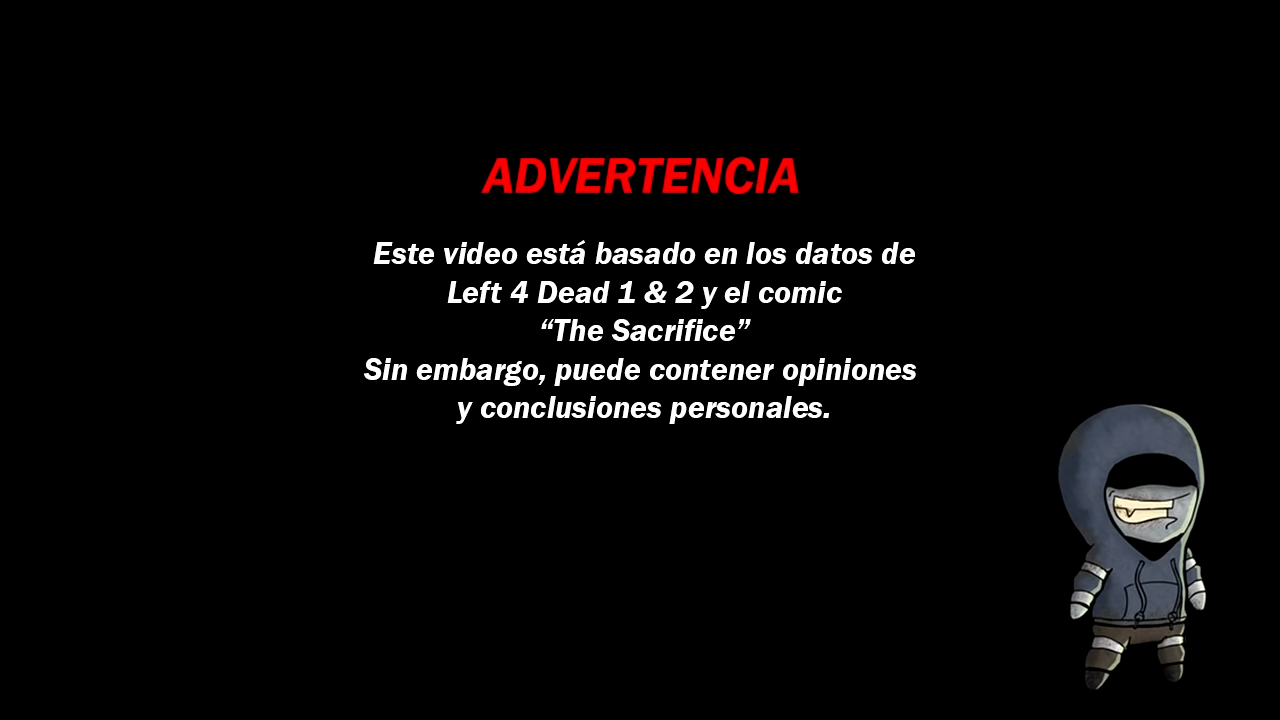 ADVERTENCIA
Este video está basado en los datos de
Left 4 Dead 1 & 2 y el comic
“The Sacrifice”
Sin embargo, puede contener opiniones
y conclusiones personales.